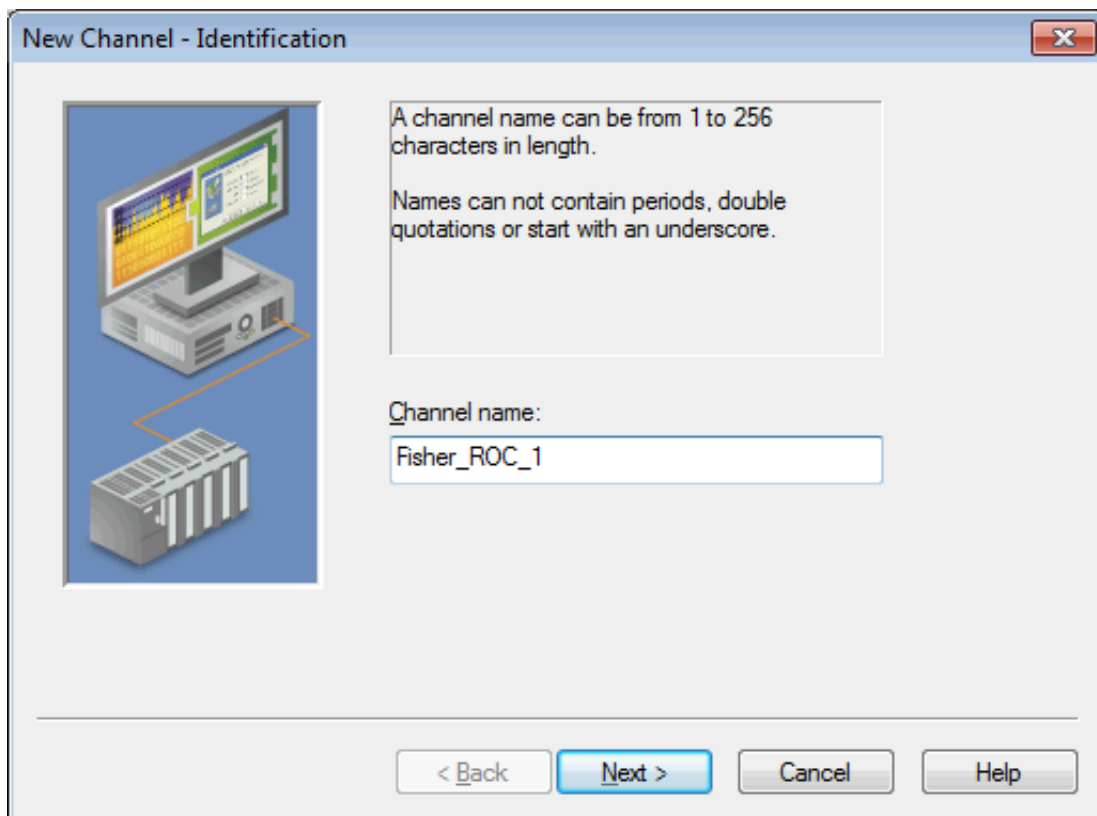 New Channel - Identification
A channel name can be from 1 to 256
characters in length.
Names can not contain periods, double
quotations or start with an underscore.
Channel name:
Fisher_ROC_1
< Back
Next >
Cancel
Help